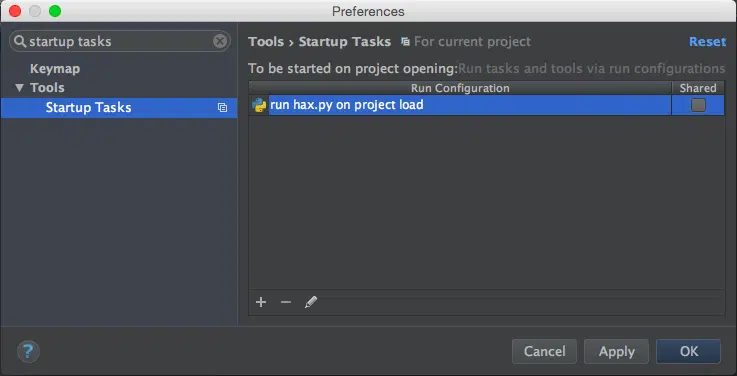 Preferences
startup tasks
Keymap
Tools
Startup Tasks
Tools › Startup Tasks For current project Reset
To be started on project opening:Run tasks and tools via run configurations
Run Configuration Shared
run hax.py on project load
? Cancel Apply OK